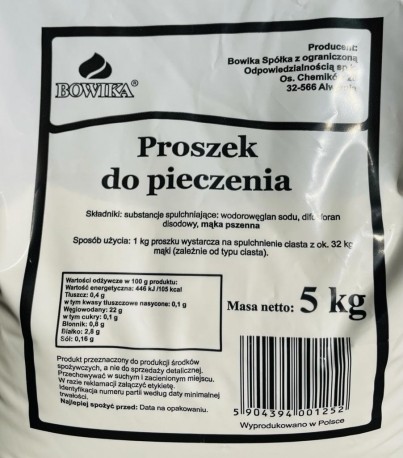 BOWIKA®
Producent:
Bowika Spółka z ograniczoną
Odpowiedzialnością sp.
Os. Chemików
32-566 Alwernia
Proszek
do pieczenia
Składniki: substancje spulchniające: wodorowęglan sodu, difosforan
disodowy, mąka pszenna
Sposób użycia: 1 kg proszku wystarcza na spulchnienie ciasta z ok. 32 kg
mąki (zależnie od typu ciasta).
Wartości odżywcze w 100 g produktu:
Wartość energetyczna: 446 kJ /105 kcal
Tłuszcz: 0,4 g
w tym kwasy tłuszczowe nasycone: 0,1 g
Węglowodany: 22 g
w tym cukry: 0,1 g
Błonnik: 0,8 g
Białko: 2,8 g
Sól: 0,16 g
Masa netto: 5 kg
Produkt przeznaczony do produkcji środków
spożywczych, a nie do sprzedaży detalicznej.
Przechowywać w suchym i zacienionym miejscu.
W razie reklamacji załączyć etykietę.
Identyfikacja numeru partii według daty minimalnej
trwałości.
Najlepiej spożyć przed: Data na opakowaniu.
5 904394 001252
Wyprodukowano w Polsce